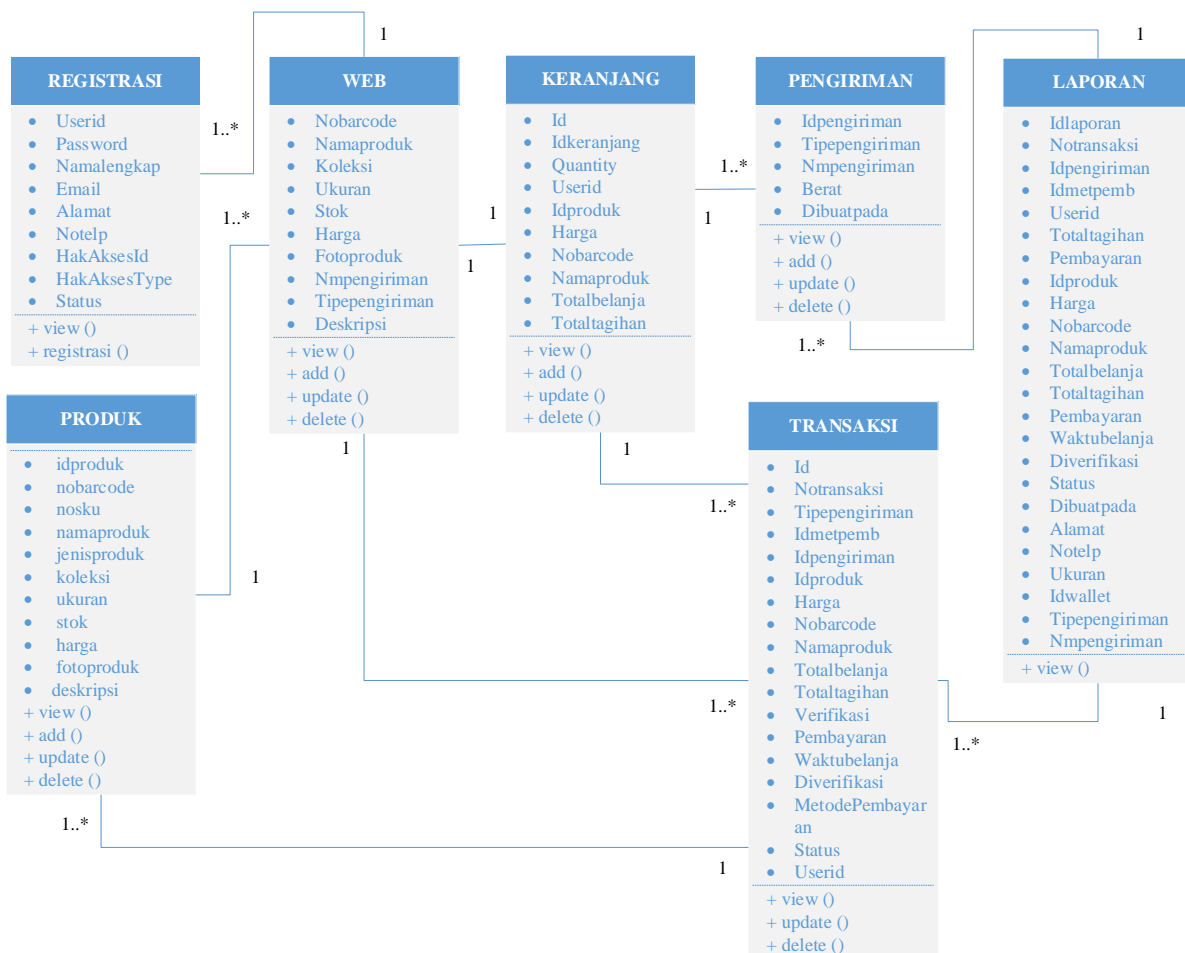 REGISTRASI
• Userid
• Password
• Namalengkap
• Email
• Alamat
• Notelp
• HakAksesId
• HakAksesType
• Status
+ view ()
+ registrasi ()
1..*
1
WEB
• Nobarcode
• Namaproduk
• Koleksi
• Ukuran
• Stok
• Harga
• Fotoproduk
• Nmpengiriman
• Tipepengiriman
• Deskripsi
+ view ()
+ add ()
+ update ()
+ delete ()
1..*
1
1
1
KERANJANG
• Id
• Idkeranjang
• Quantity
• Userid
• Idproduk
• Harga
• Nobarcode
• Namaproduk
• Totalbelanja
• Totaltagihan
+ view ()
+ add ()
+ update ()
+ delete ()
1..*
1
1
PENGIRIMAN
• Idpengiriman
• Tipepengiriman
• Nmpengiriman
• Berat
• Dibuatpada
+ view ()
+ add ()
+ update ()
+ delete ()
1..*
1
LAPORAN
• Idlaporan
• Notransaksi
• Idpengiriman
• Idmetpemb
• Userid
• Totaltagihan
• Pembayaran
• Idproduk
• Harga
• Nobarcode
• Namaproduk
• Totalbelanja
• Totaltagihan
• Pembayaran
• Waktubelanja
• Diverifikasi
• Status
• Dibuatpada
• Alamat
• Notelp
• Ukuran
• Idwallet
• Tipepengiriman
• Nmpengiriman
+ view ()
1
PRODUK
• idproduk
• nobarcode
• nosku
• namaproduk
• jenisproduk
• koleksi
• ukuran
• stok
• harga
• fotoproduk
• deskripsi
+ view ()
+ add ()
+ update ()
+ delete ()
1
1..*
TRANSAKSI
• Id
• Notransaksi
• Tipepengiriman
• Idmetpemb
• Idpengiriman
• Idproduk
• Harga
• Nobarcode
• Namaproduk
• Totalbelanja
• Totaltagihan
• Verifikasi
• Pembayaran
• Waktubelanja
• Diverifikasi
• MetodePembayar
an
• Status
• Userid
+ view ()
+ update ()
+ delete ()
1..*
1..*
1..*
1